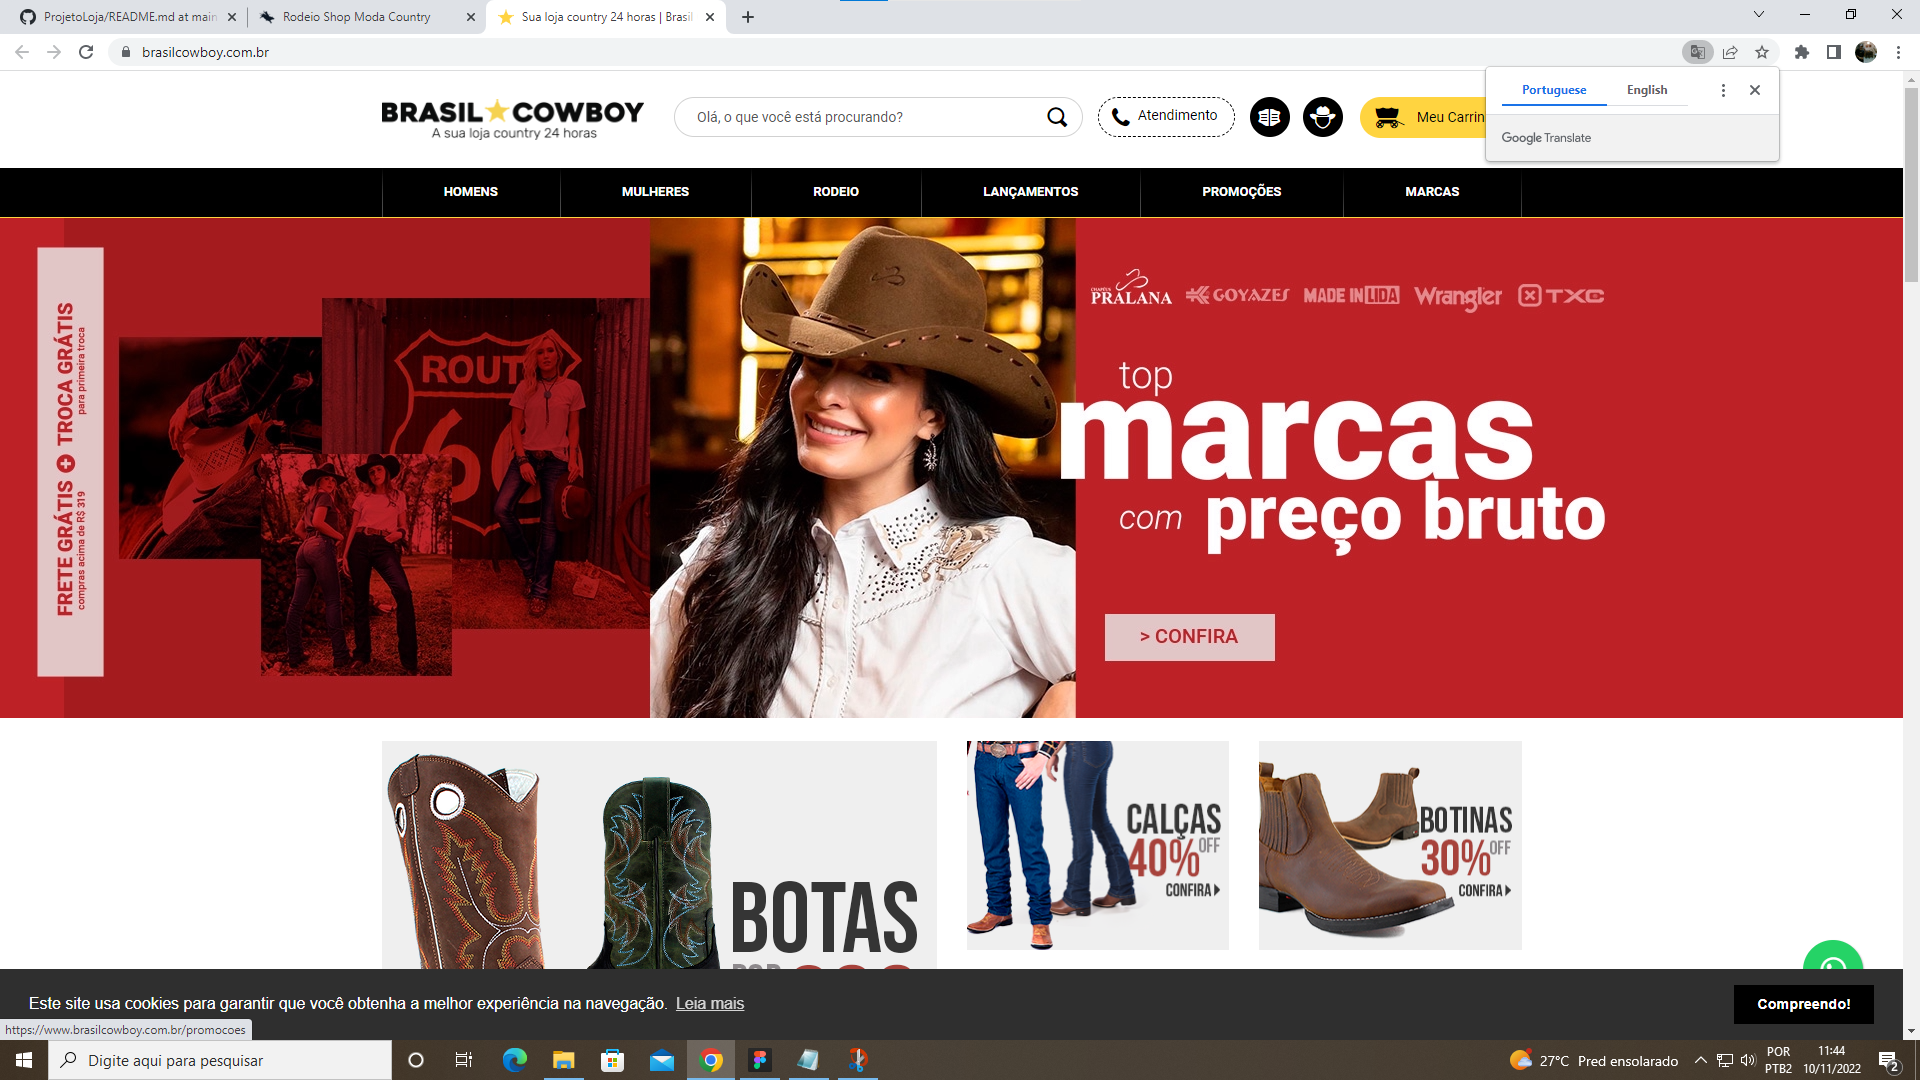 ProjetoLoja/README.md at main
Rodeio Shop Moda Country
Sua loja country 24 horas | Brasil
brasilcowboy.com.br
Portuguese
English
Google Translate
BRASIL COWBOY
A sua loja country 24 horas
Olá, o que você está procurando?
Atendimento
Meu Carrin
HOMENS
MULHERES
RODEIO
LANÇAMENTOS
PROMOÇÕES
MARCAS
FRETE GRÁTIS + TROCA GRÁTIS
compras acima de R$ 319
para primeira troca
ROUT
66
CHAPÉUS
PRALANA
GOYAZES
MADE IN LIDA
Wrangler
TXC
top
marcas
com preço bruto
> CONFIRA
BOTAS
POR
CALÇAS
40% OFF
CONFIRA
BOTINAS
30% OFF
CONFIRA
Este site usa cookies para garantir que você obtenha a melhor experiência na navegação. Leia mais
Compreendo!
https://www.brasilcowboy.com.br/promocoes
Digite aqui para pesquisar
27°C Pred ensolarado
POR
PTB2
11:44
10/11/2022
2